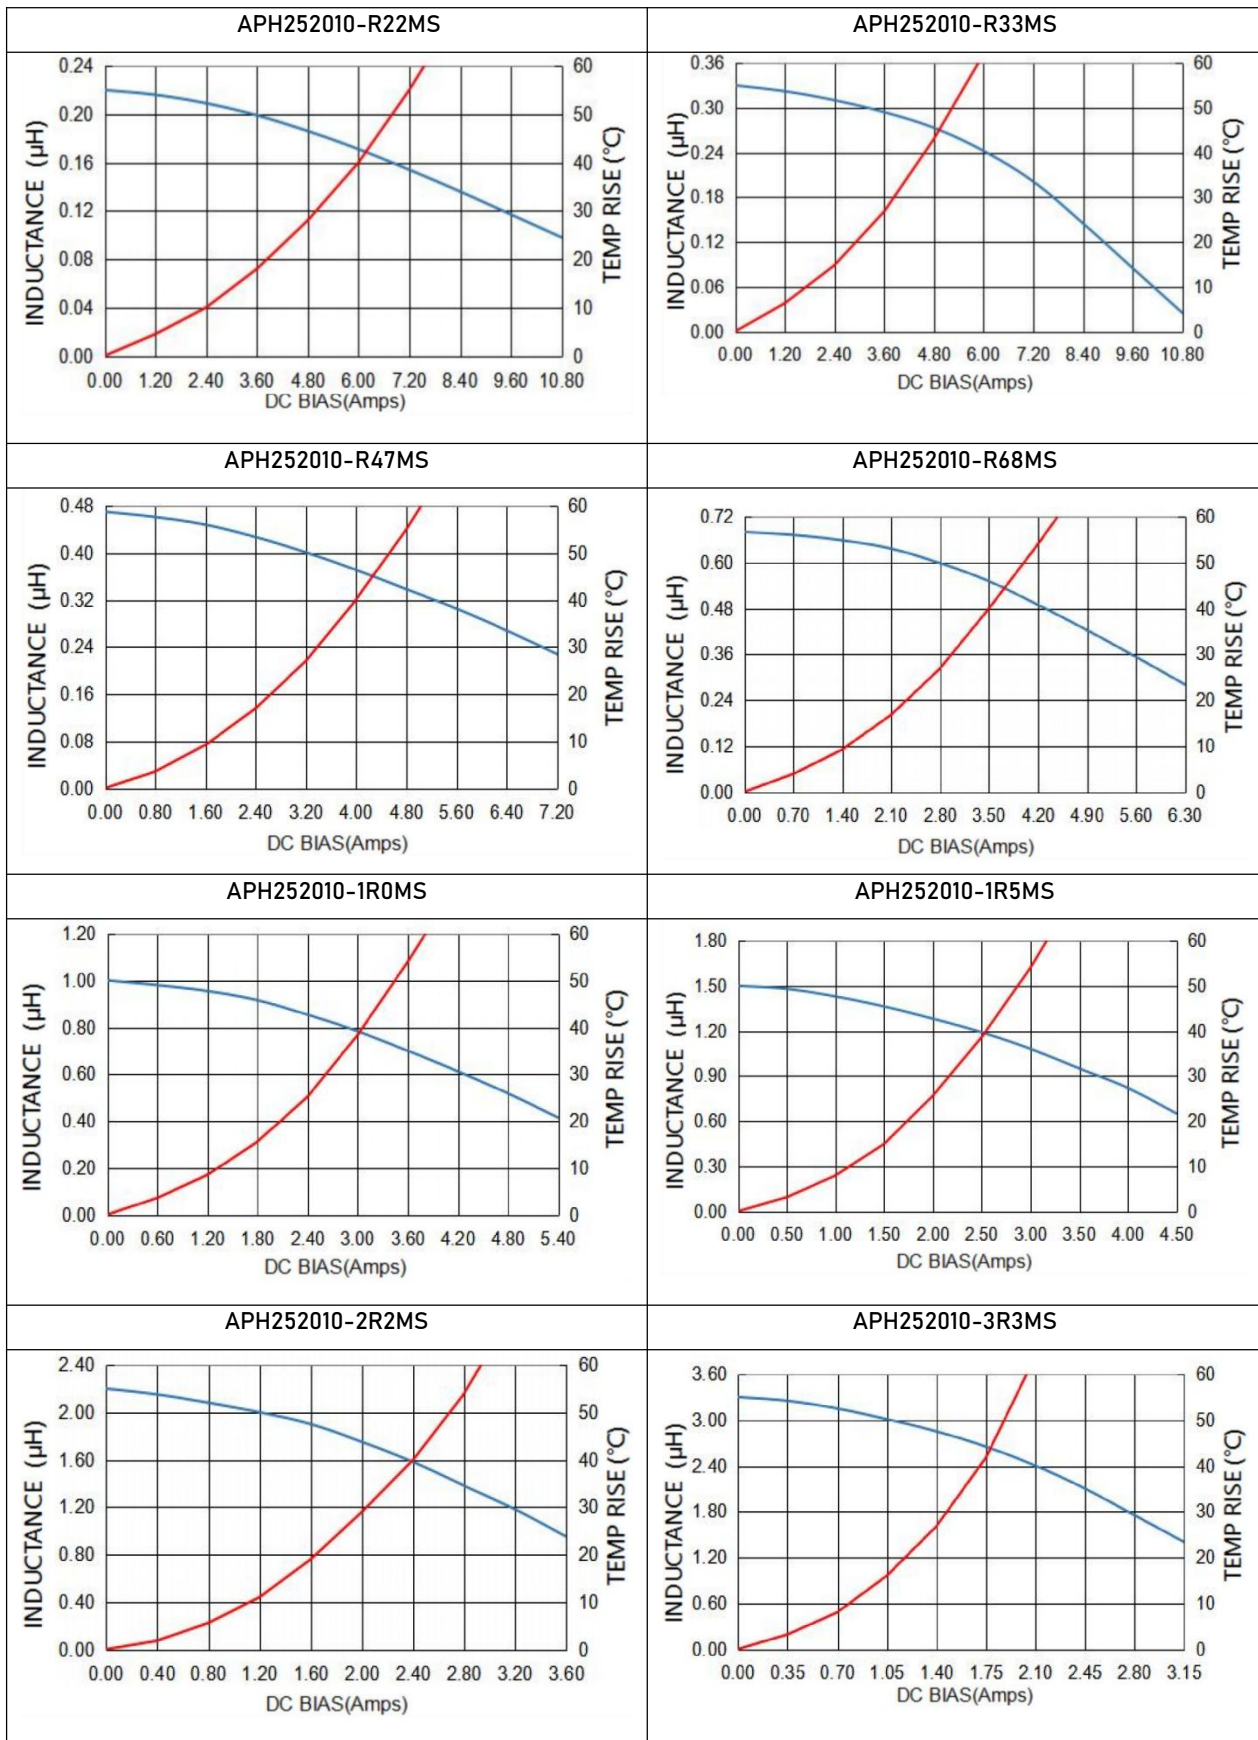 APH252010-R22MS
0.24
0.20
0.16
0.12
0.08
0.04
0.00
INDUCTANCE (μH)
60
50
40
30
20
10
0
TEMP RISE (℃)
0.00 1.20 2.40 3.60 4.80 6.00 7.20 8.40 9.60 10.80
DC BIAS(Amps)
APH252010-R33MS
0.36
0.30
0.24
0.18
0.12
0.06
0.00
INDUCTANCE (μH)
60
50
40
30
20
10
0
TEMP RISE (℃)
0.00 1.20 2.40 3.60 4.80 6.00 7.20 8.40 9.60 10.80
DC BIAS(Amps)
APH252010-R47MS
0.48
0.40
0.32
0.24
0.16
0.08
0.00
INDUCTANCE (μH)
60
50
40
30
20
10
0
TEMP RISE (℃)
0.00 0.80 1.60 2.40 3.20 4.00 4.80 5.60 6.40 7.20
DC BIAS(Amps)
APH252010-R68MS
0.72
0.60
0.48
0.36
0.24
0.12
0.00
INDUCTANCE (μH)
60
50
40
30
20
10
0
TEMP RISE (℃)
0.00 0.70 1.40 2.10 2.80 3.50 4.20 4.90 5.60 6.30
DC BIAS(Amps)
APH252010-1R0MS
1.20
1.00
0.80
0.60
0.40
0.20
0.00
INDUCTANCE (μH)
60
50
40
30
20
10
0
TEMP RISE (℃)
0.00 0.60 1.20 1.80 2.40 3.00 3.60 4.20 4.80 5.40
DC BIAS(Amps)
APH252010-1R5MS
1.80
1.50
1.20
0.90
0.60
0.30
0.00
INDUCTANCE (μH)
60
50
40
30
20
10
0
TEMP RISE (℃)
0.00 0.50 1.00 1.50 2.00 2.50 3.00 3.50 4.00 4.50
DC BIAS(Amps)
APH252010-2R2MS
2.40
2.00
1.60
1.20
0.80
0.40
0.00
INDUCTANCE (μH)
60
50
40
30
20
10
0
TEMP RISE (℃)
0.00 0.40 0.80 1.20 1.60 2.00 2.40 2.80 3.20 3.60
DC BIAS(Amps)
APH252010-3R3MS
3.60
3.00
2.40
1.80
1.20
0.60
0.00
INDUCTANCE (μH)
60
50
40
30
20
10
0
TEMP RISE (℃)
0.00 0.35 0.70 1.05 1.40 1.75 2.10 2.45 2.80 3.15
DC BIAS(Amps)